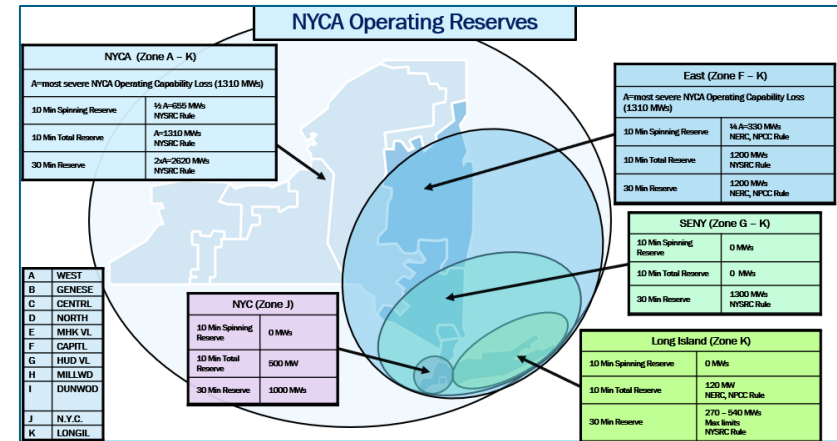 NYCA Operating Reserves
NYCA (Zone A – K)
A=most severe NYCA Operating Capability Loss (1310 MWs)
10 Min Spinning Reserve
½ A=655 MWs
NYSRC Rule
10 Min Total Reserve
A=1310 MWs
NYSRC Rule
30 Min Reserve
2xA=2620 MWs
NYSRC Rule
East (Zone F – K)
A=most severe NYCA Operating Capability Loss
(1310 MWs)
10 Min Spinning Reserve
¼ A=330 MWs
NERC, NPCC Rule
10 Min Total Reserve
1200 MWs
NYSRC Rule
30 Min Reserve
1200 MWs
NERC, NPCC Rule
SENY (Zone G – K)
10 Min Spinning
Reserve
0 MWs
10 Min Total Reserve
0 MWs
30 Min Reserve
1300 MWs
NYSRC Rule
A WEST
B GENESE
C CENTRL
D NORTH
E MHK VL
F CAPITL
G HUD VL
H MILLWD
I DUNWOD
J N.Y.C.
K LONGIL
NYC (Zone J)
10 Min Spinning
Reserve
0 MWs
10 Min Total
Reserve
500 MW
30 Min Reserve
1000 MWs
Long Island (Zone K)
10 Min Spinning Reserve
0 MWs
10 Min Total Reserve
120 MW
NERC, NPCC Rule
30 Min Reserve
270 – 540 MWs
Max limits
NYSRC Rule